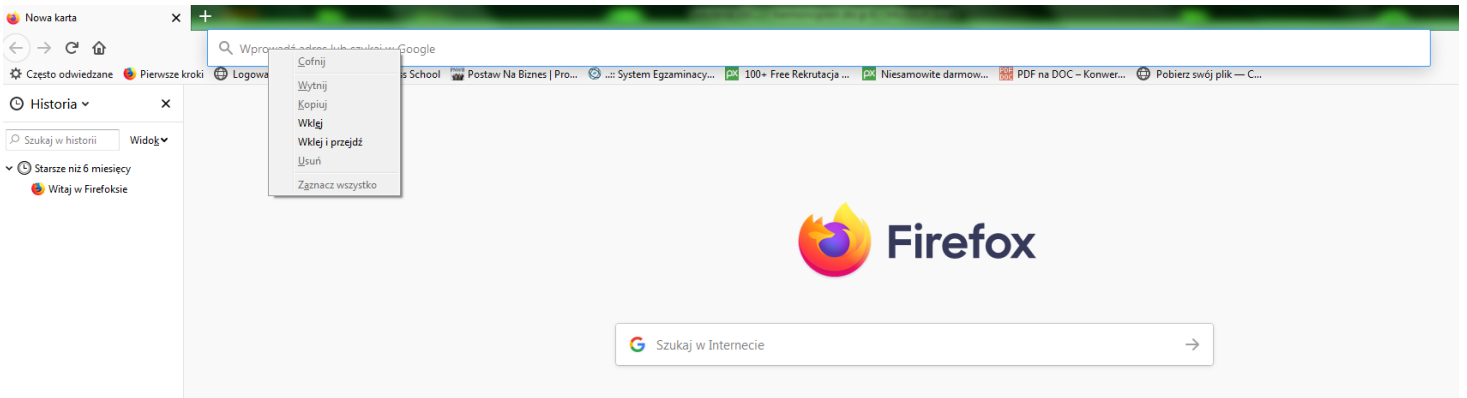 Nowa karta
Wprowadź adres lub szukaj w Google
Często odwiedzane Pierwsze kroki Logowa s School Postaw Na Biznes | Pro... ..:: System Egzaminacy... 100+ Free Rekrutacja ... Niesamowite darmow... PDF na DOC – Konwer... Pobierz swój plik — C...
Cofnij
Wytnij
Kopiuj
Wklej
Wklej i przejdź
Usuń
Zaznacz wszystko
Historia
Szukaj w historii Widok
Starsze niż 6 miesięcy
Witaj w Firefoksie
Firefox
Szukaj w Internecie